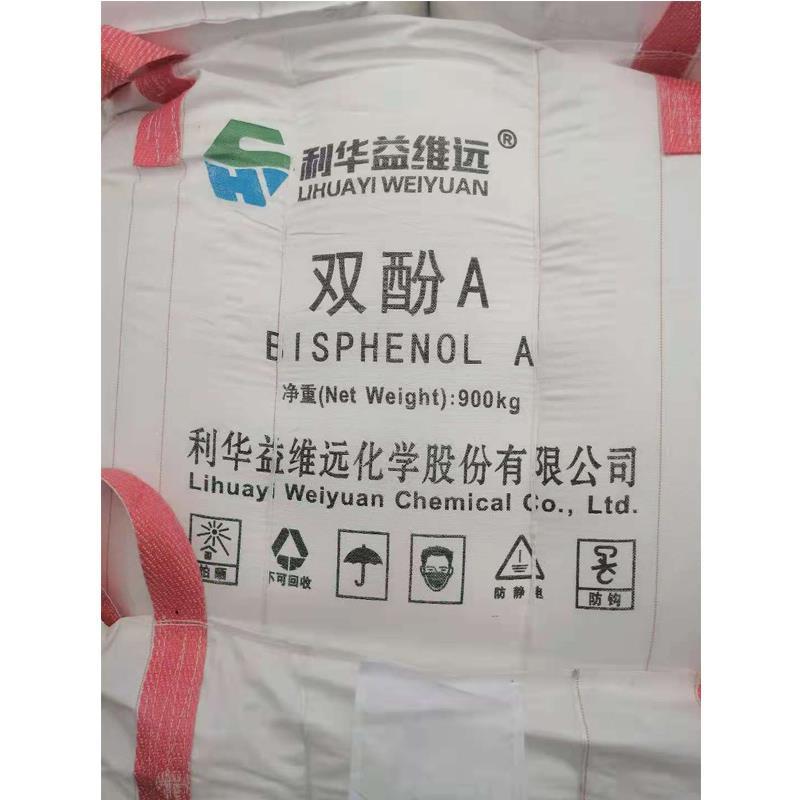 利华益维远®
LIHUAYI WEIYUAN
双酚A
BISPHENOL A
净重(Net Weight):900kg
利华益维远化学股份有限公司
Lihuayi Weiyuan Chemical Co., Ltd.
怕晒 不可回收 防静电 防钩